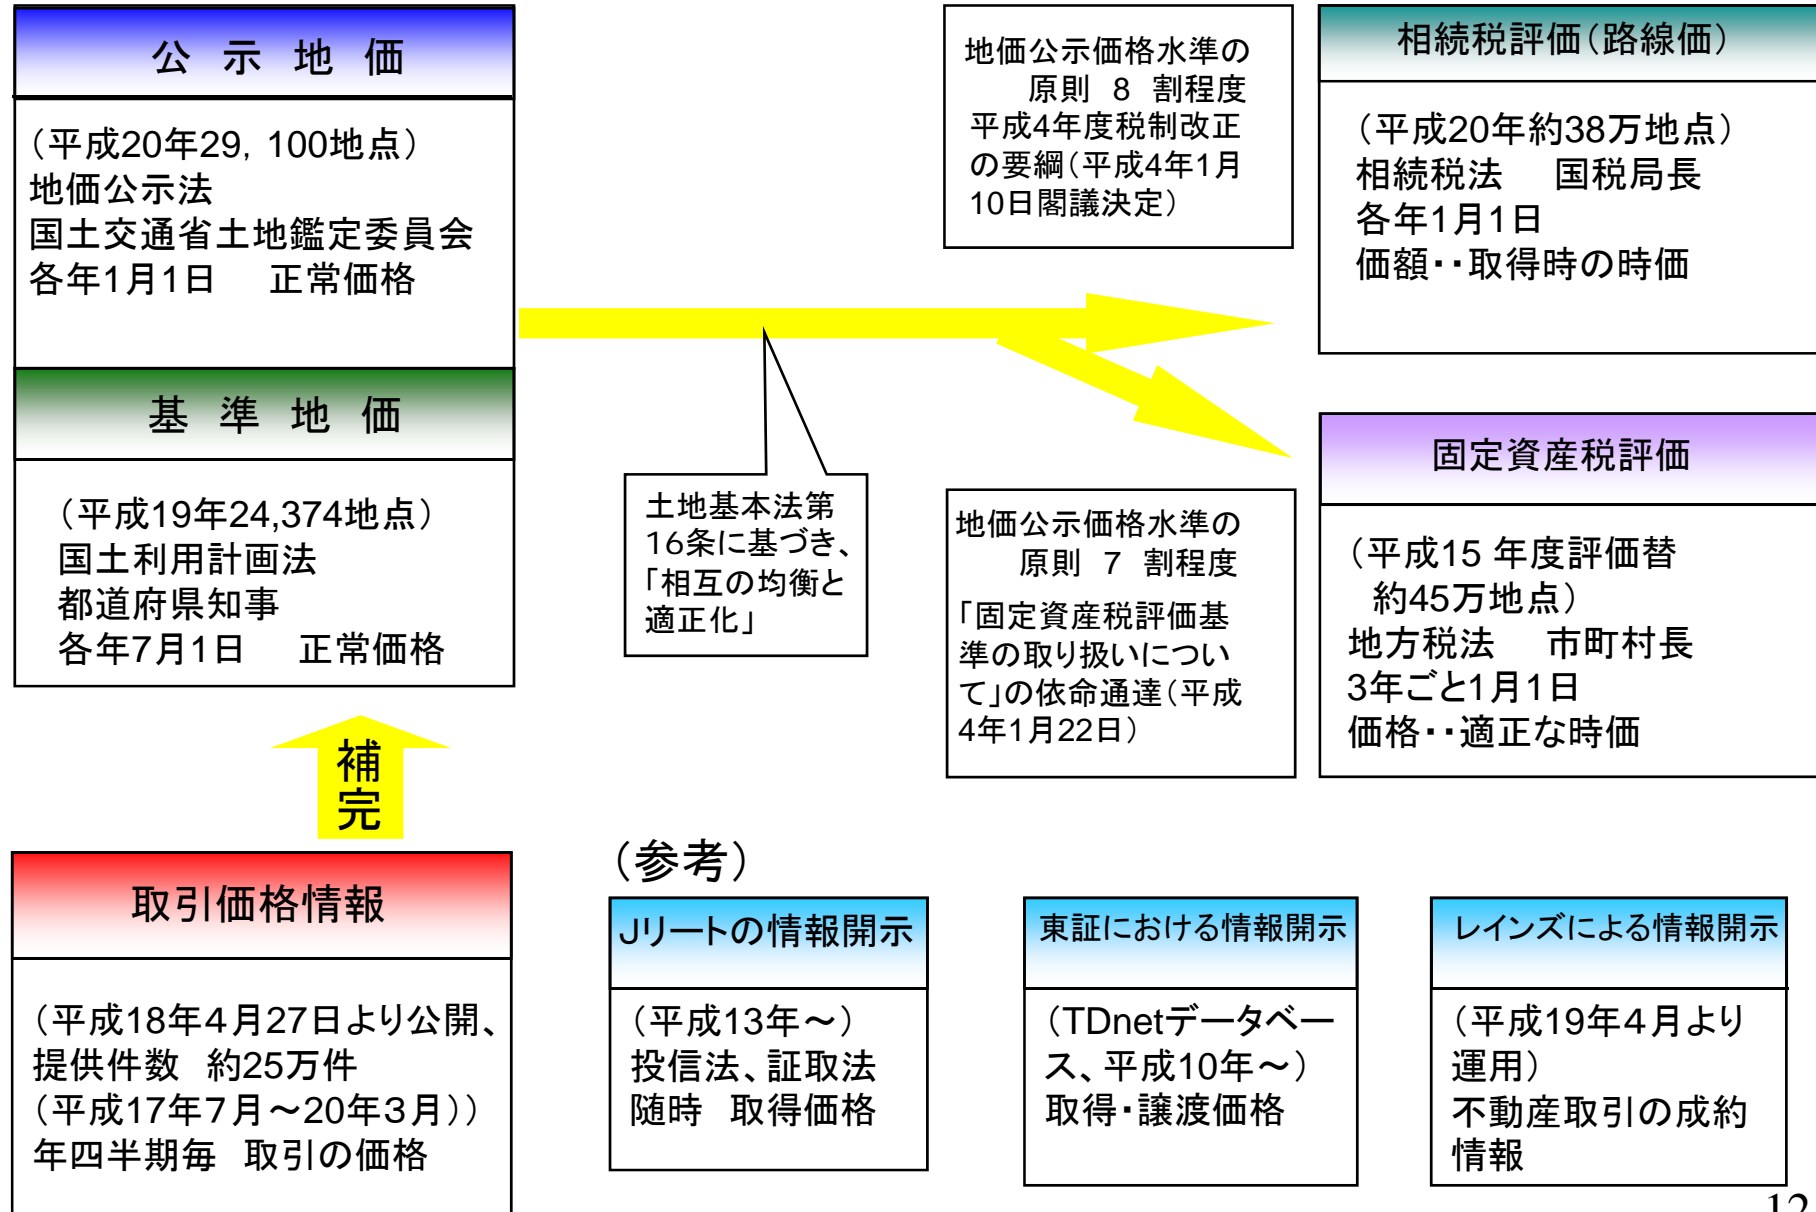 公 示 地 価
（平成20年29，100地点）
地価公示法
国土交通省土地鑑定委員会
各年1月1日　正常価格
基 準 地 価
（平成19年24,374地点）
国土利用計画法
都道府県知事
各年7月1日　正常価格
補
完
取引価格情報
（平成18年４月27日より公開、
提供件数　約25万件
（平成17年７月～20年３月））
年四半期毎　取引の価格
土地基本法第
16条に基づき、
「相互の均衡と
適正化」
地価公示価格水準の
原則 8 割程度
平成4年度税制改正
の要綱（平成4年1月
10日閣議決定）
相続税評価（路線価）
（平成20年約38万地点）
相続税法　国税局長
各年1月1日
価額・・取得時の時価
地価公示価格水準の
原則 7 割程度
「固定資産税評価基
準の取り扱いについ
て」の依命通達（平成
4年1月22日）
固定資産税評価
（平成15 年度評価替
約45万地点）
地方税法　市町村長
3年ごと1月1日
価格・・適正な時価
（参考）
Jリートの情報開示
（平成13年～）
投信法、証取法
随時　取得価格
東証における情報開示
（TDnetデータベー
ス、平成10年～）
取得・譲渡価格
レインズによる情報開示
（平成19年４月より
運用）
不動産取引の成約
情報
12